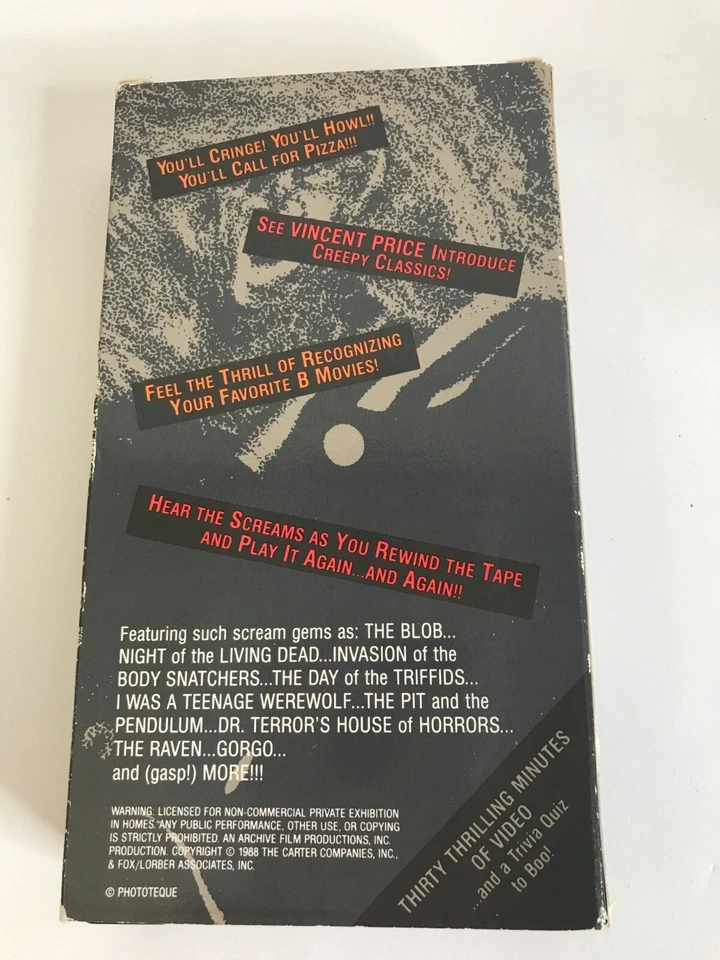 You'll Cringe! You'll Howl!!
You'll Call for Pizza!!!
See VINCENT PRICE Introduce
Creepy Classics!
Feel the Thrill of Recognizing
Your Favorite B Movies!
Hear the Screams as You Rewind the Tape
and Play It Again...and Again!!
Featuring such scream gems as: THE BLOB...
NIGHT of the LIVING DEAD...INVASION of the
BODY SNATCHERS...THE DAY of the TRIFFIDS...
I WAS A TEENAGE WEREWOLF...THE PIT and the
PENDULUM...DR. TERROR'S HOUSE of HORRORS...
THE RAVEN...GORGO...
and (gasp!) MORE!!!
WARNING: LICENSED FOR NON-COMMERCIAL PRIVATE EXHIBITION
IN HOMES. ANY PUBLIC PERFORMANCE, OTHER USE, OR COPYING
IS STRICTLY PROHIBITED. AN ARCHIVE FILM PRODUCTIONS, INC.
PRODUCTION. COPYRIGHT © 1988 THE CARTER COMPANIES, INC.,
& FOX/LORBER ASSOCIATES, INC.
© PHOTOTEQUE
THIRTY THRILLING MINUTES
OF VIDEO
...and a Trivia Quiz
to Boo!